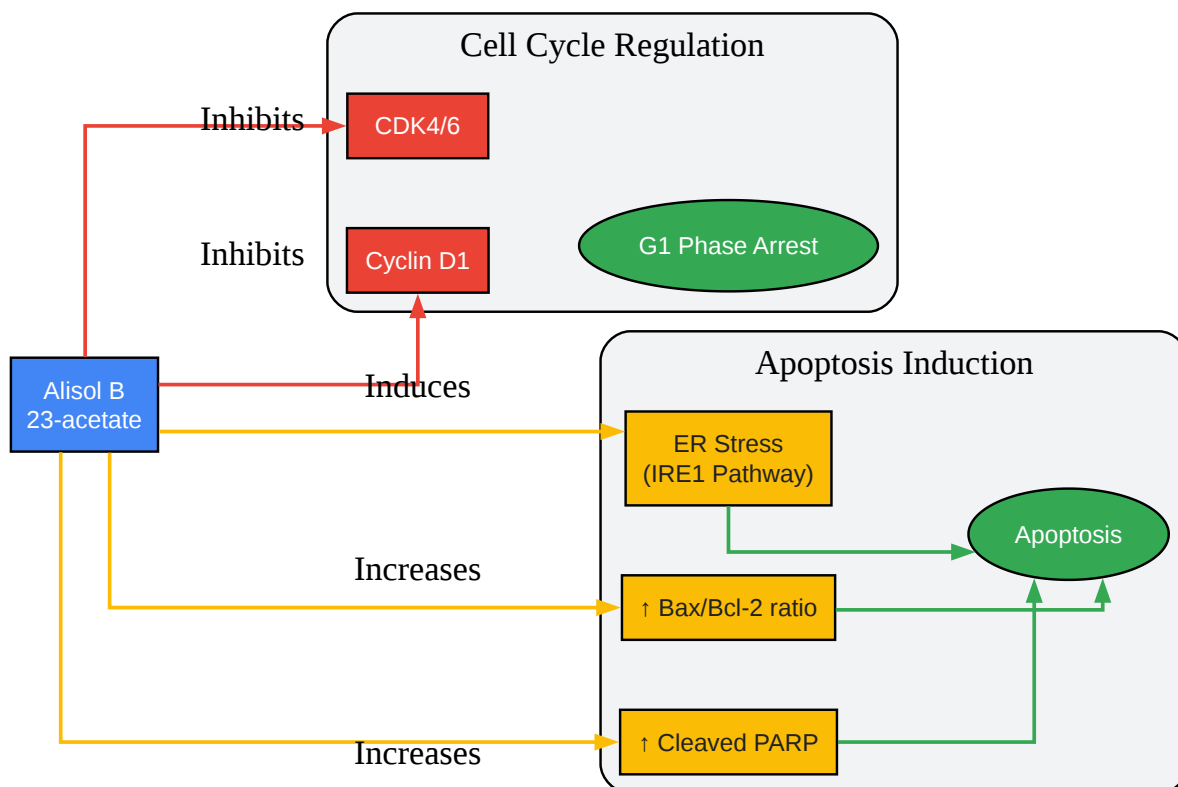 Cell Cycle Regulation
Inhibits
CDK4/6
Inhibits
Cyclin D1
G1 Phase Arrest
Alisol B
23-acetate
Induces
Apoptosis Induction
ER Stress
(IRE1 Pathway)
Apoptosis
Increases
↑ Bax/Bcl-2 ratio
Increases
↑ Cleaved PARP